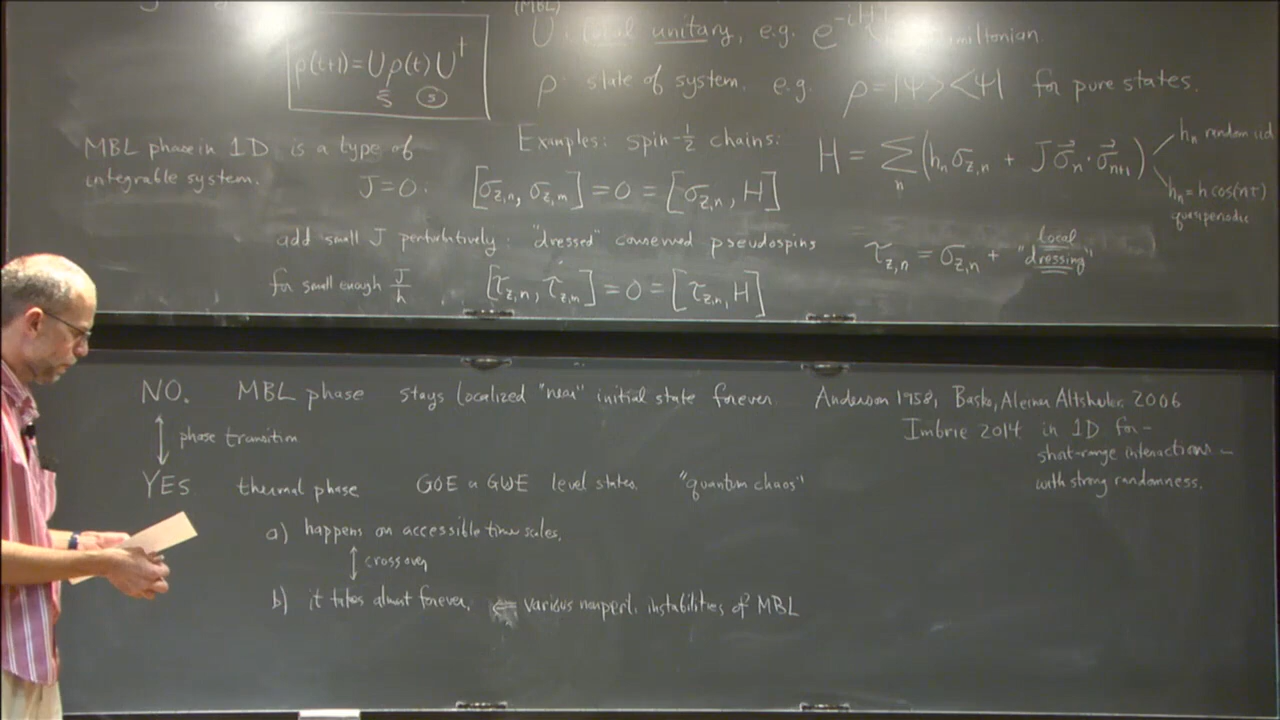 (MBL)
U: local unitary, e.g. e^{-iHt} Hamiltonian.
ρ(t+1) = U ρ(t) U†
ρ: state of system. e.g. ρ = |ψ><ψ| for pure states.
MBL phase in 1D is a type of
integrable system.
Examples: spin-1/2 chains:
H = Σ_n (h_n σ_{z,n} + J σ⃗_n · σ⃗_{n+1})
h_n random iid
h_n = h cos(nτ)
quasiperiodic
J=0: [σ_{z,n}, σ_{z,m}] = 0 = [σ_{z,n}, H]
add small J perturbatively: "dressed" conserved pseudospins
τ_{z,n} = σ_{z,n} + "local
dressing"
for small enough J/h [τ_{z,n}, τ_{z,m}] = 0 = [τ_{z,n}, H]
NO. MBL phase stays localized "near" initial state forever. Anderson 1958, Basko, Aleiner Altshuler 2006
Imbrie 2014 in 1D for-
short-range interactions -
with strong randomness.
↕ phase transition
YES thermal phase GOE or GUE level states. "quantum chaos"
a) happens on accessible time scales.
↕ crossover
b) it takes almost forever. ⇐ various nonpert. instabilities of MBL